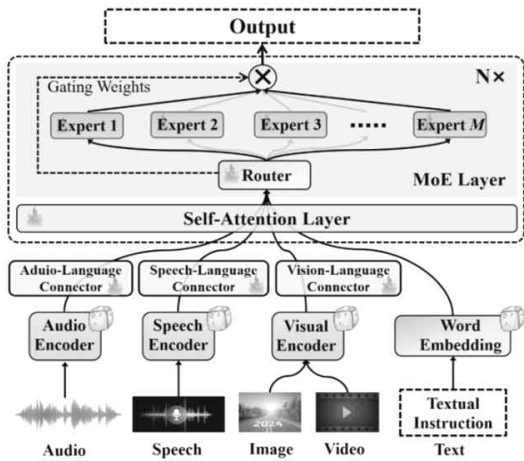 Output
N×
Gating Weights
Expert 1
Expert 2
Expert 3
Expert M
Router
MoE Layer
Self-Attention Layer
Aduio-Language
Connector
Speech-Language
Connector
Vision-Language
Connector
Audio
Encoder
Speech
Encoder
Visual
Encoder
Word
Embedding
2024
Textual
Instruction
Audio
Speech
Image
Video
Text